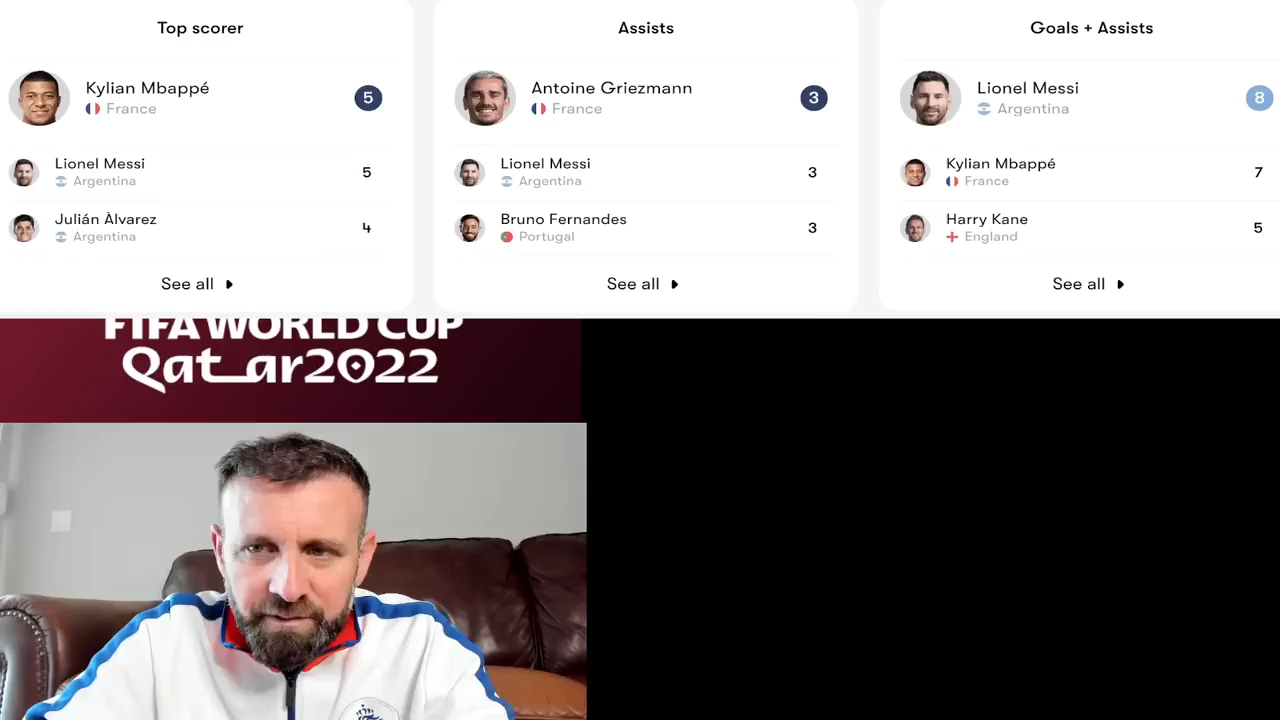 Top scorer
Kylian Mbappé
France
5
Lionel Messi
Argentina
5
Julián Àlvarez
Argentina
4
See all
Assists
Antoine Griezmann
France
3
Lionel Messi
Argentina
3
Bruno Fernandes
Portugal
3
See all
Goals + Assists
Lionel Messi
Argentina
8
Kylian Mbappé
France
7
Harry Kane
England
5
See all
FIFA WORLD CUP
Qatar2022